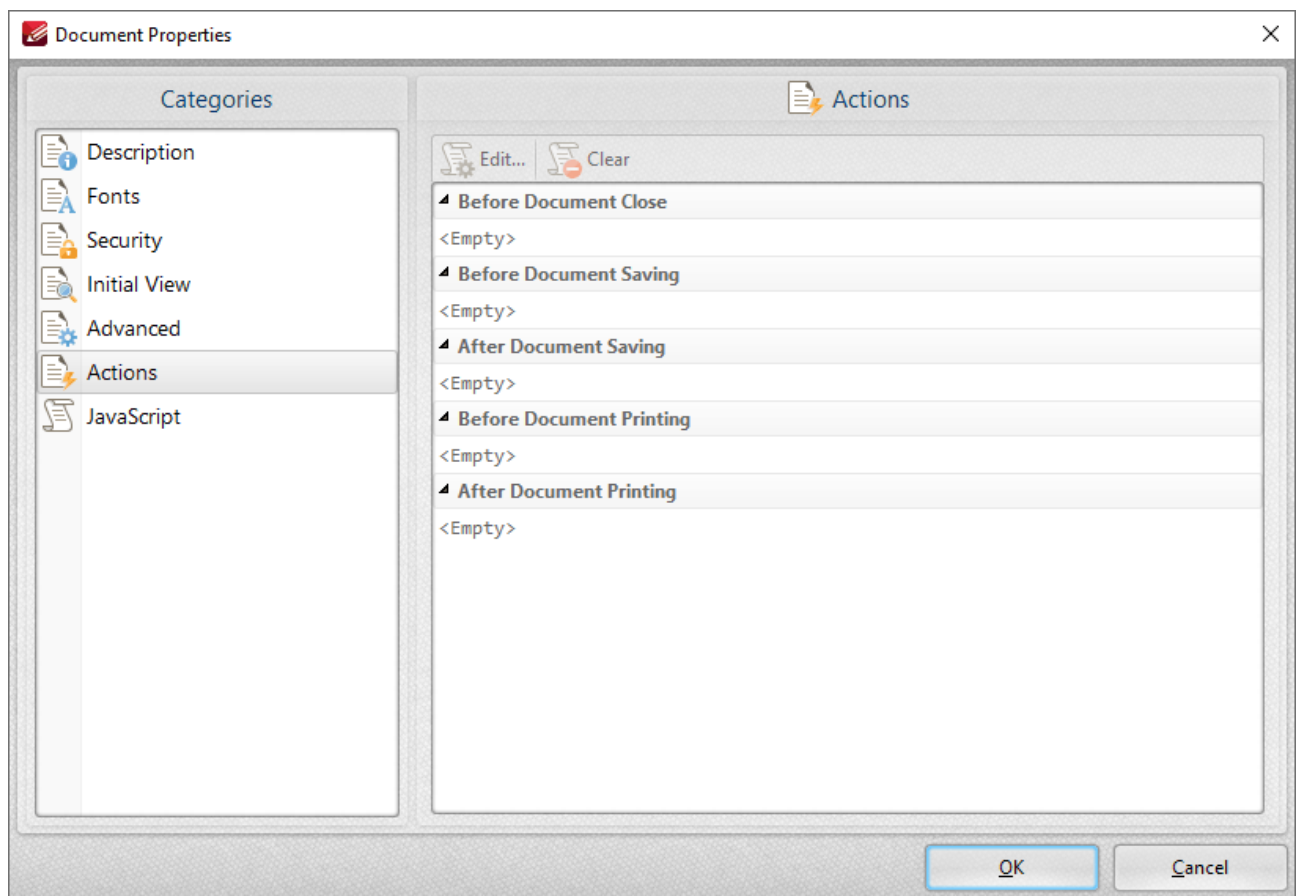 Document Properties
Categories
Description
Fonts
Security
Initial View
Advanced
Actions
JavaScript
Actions
Edit... Clear
Before Document Close
<Empty>
Before Document Saving
<Empty>
After Document Saving
<Empty>
Before Document Printing
<Empty>
After Document Printing
<Empty>
OK Cancel